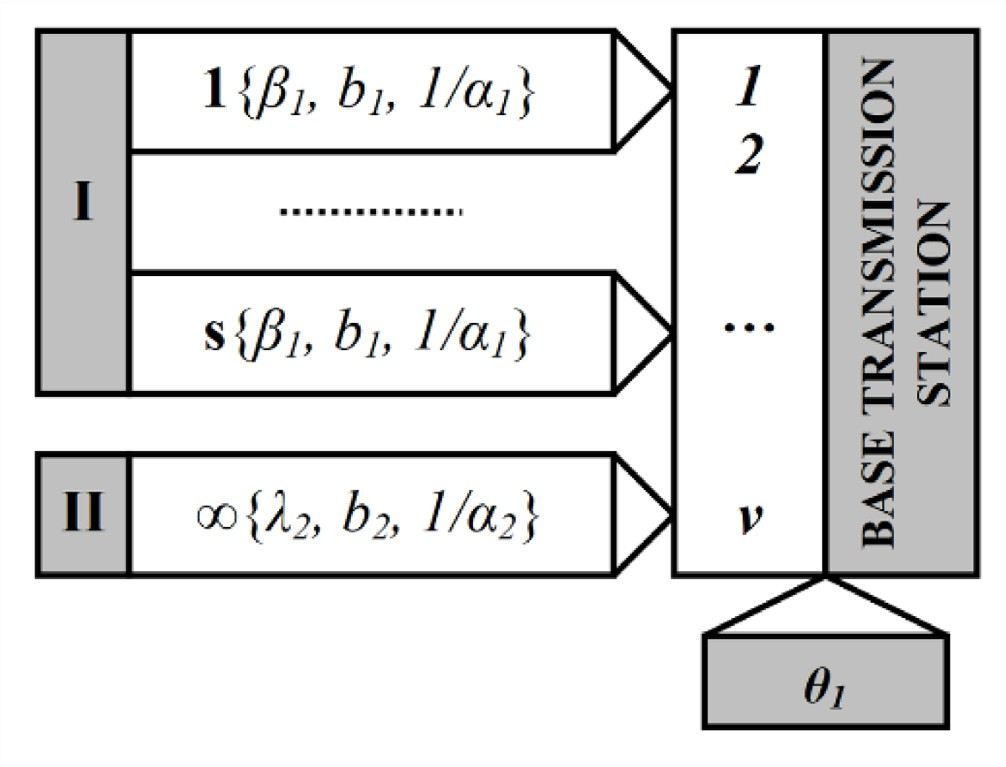 I
1{β₁, b₁, 1/α₁}
....................
s{β₁, b₁, 1/α₁}
II
∞{λ₂, b₂, 1/α₂}
1
2
...
v
BASE TRANSMISSION
STATION
θ₁